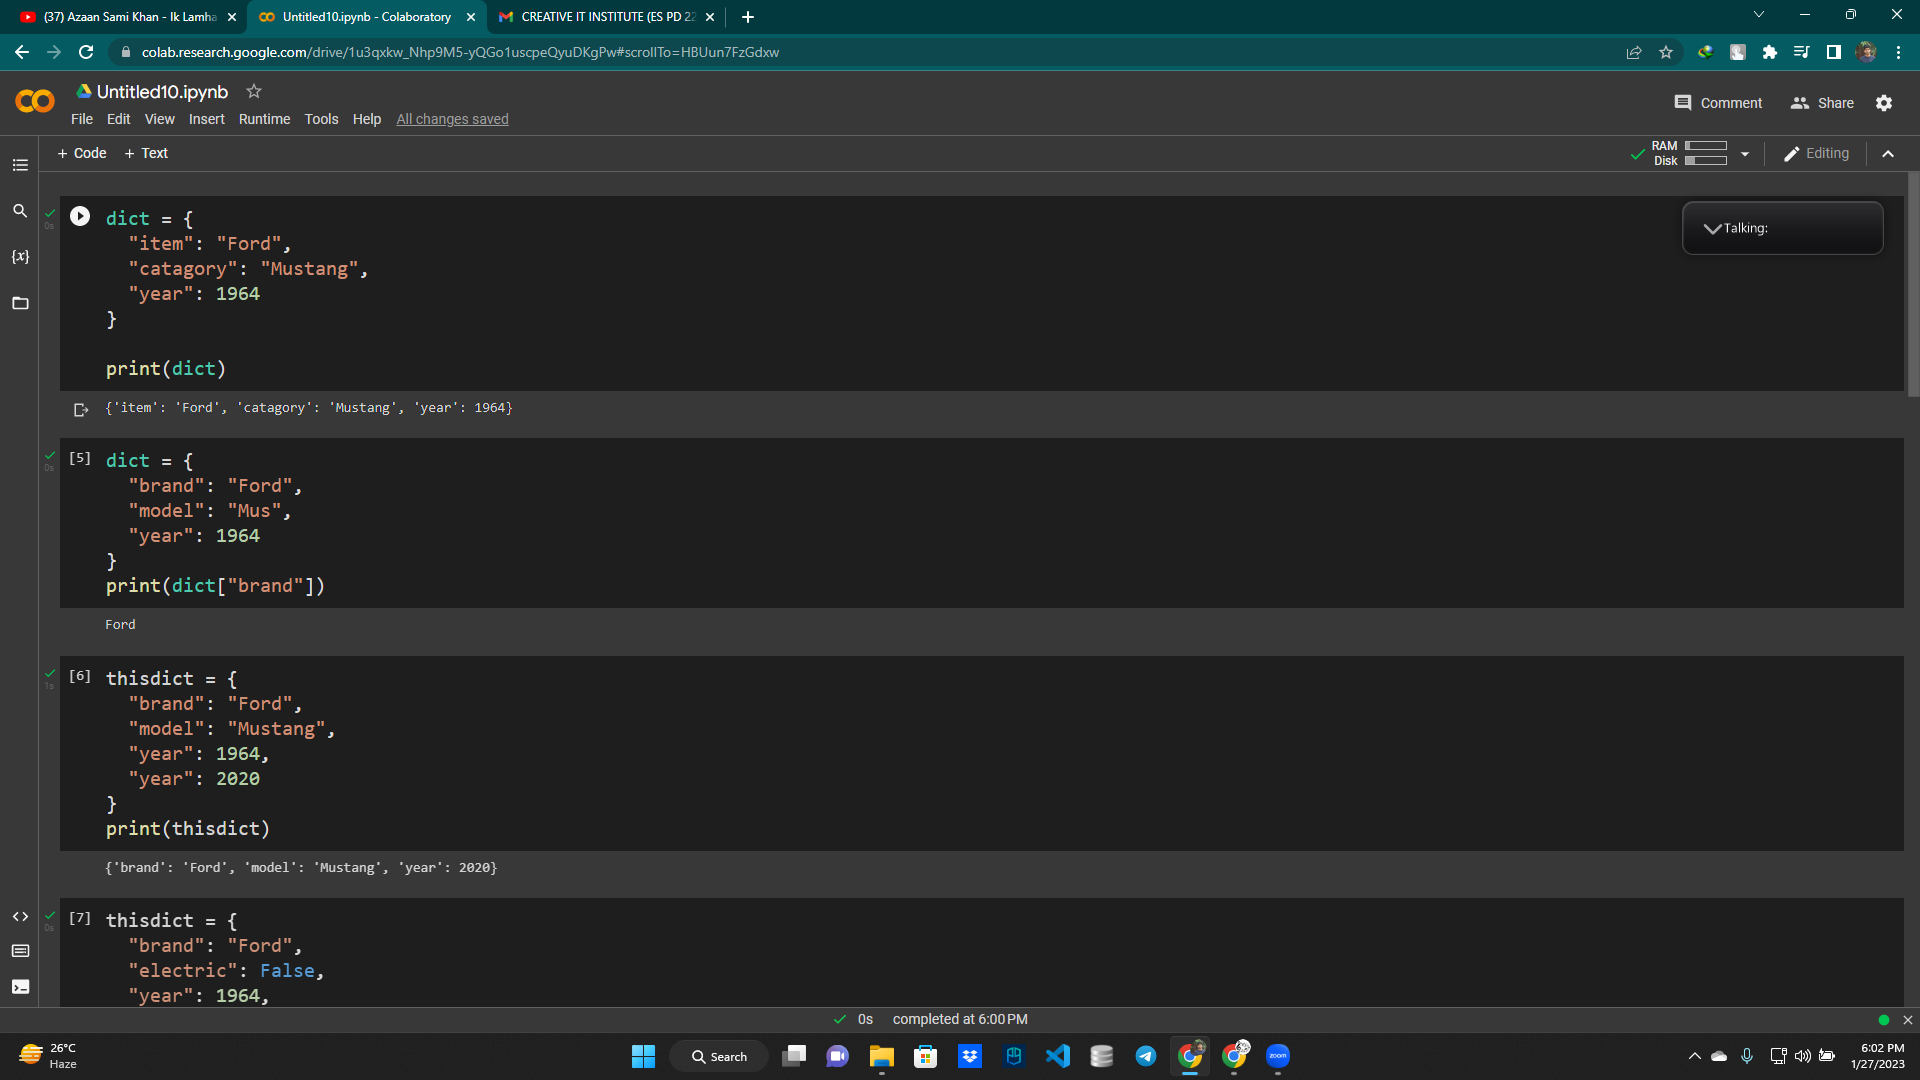 (37) Azaan Sami Khan - Ik Lamha
Untitled10.ipynb - Colaboratory
CREATIVE IT INSTITUTE (ES PD 22
colab.research.google.com/drive/1u3qxkw_Nhp9M5-yQGo1uscpeQyuDKgPw#scrollTo=HBUun7FzGdxw
Untitled10.ipynb
Comment
Share
File Edit View Insert Runtime Tools Help All changes saved
+ Code + Text
RAM
Disk
Editing
Talking:
0s
dict = {
"item": "Ford",
"catagory": "Mustang",
"year": 1964
}
print(dict)
{'item': 'Ford', 'catagory': 'Mustang', 'year': 1964}
0s
[5] dict = {
"brand": "Ford",
"model": "Mus",
"year": 1964
}
print(dict["brand"])
Ford
1s
[6] thisdict = {
"brand": "Ford",
"model": "Mustang",
"year": 1964,
"year": 2020
}
print(thisdict)
{'brand': 'Ford', 'model': 'Mustang', 'year': 2020}
0s
[7] thisdict = {
"brand": "Ford",
"electric": False,
"year": 1964,
0s completed at 6:00 PM
26°C
Haze
Search
zoom
6:02 PM
1/27/2023